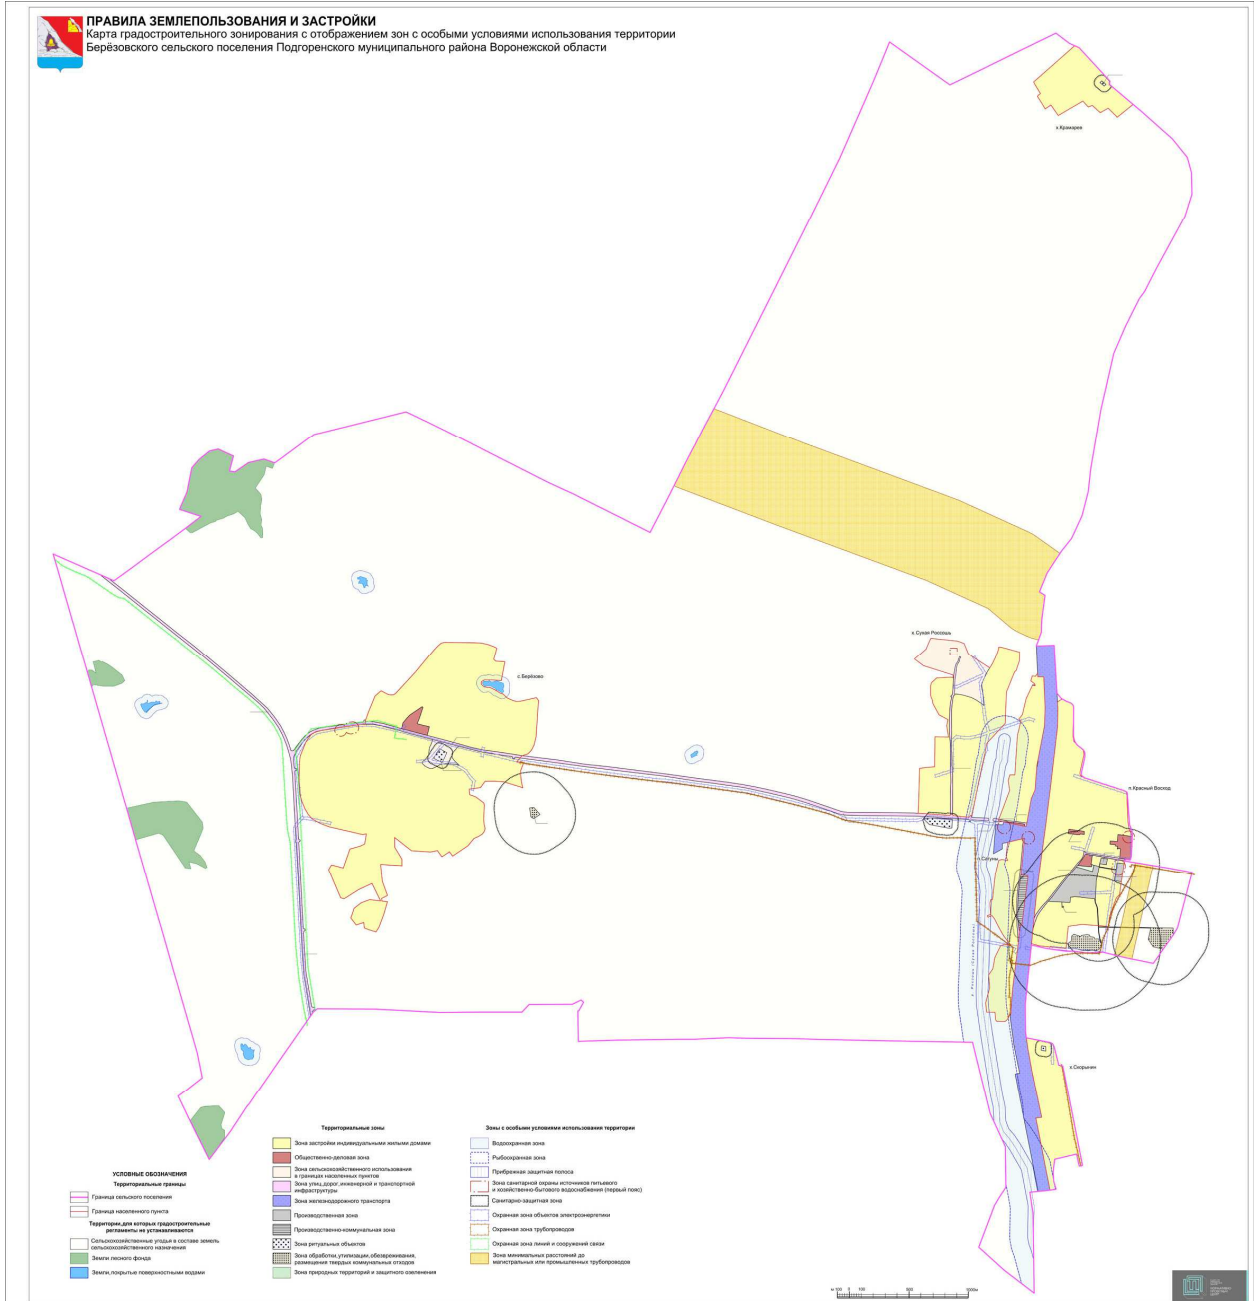 ПРАВИЛА ЗЕМЛЕПОЛЬЗОВАНИЯ И ЗАСТРОЙКИ
Карта градостроительного зонирования с отображением зон с особыми условиями использования территории
Берёзовского сельского поселения Подгоренского муниципального района Воронежской области
х.Крамарев
х.Сухая Россошь
с.Берёзово
п.Красный Восход
п.Сагуны
х.Скорынин
УСЛОВНЫЕ ОБОЗНАЧЕНИЯ
Территориальные границы
Граница сельского поселения
Граница населенного пункта
Территории,для которых градостроительные
регламенты не устанавливаются
Сельскохозяйственные угодья в составе земель
сельскохозяйственного назначения
Земли лесного фонда
Земли,покрытые поверхностными водами
Территориальные зоны
Зона застройки индивидуальными жилыми домами
Общественно-деловая зона
Зона сельскохозяйственного использования
в границах населенных пунктов
Зона улиц,дорог,инженерной и транспортной
инфраструктуры
Зона железнодорожного транспорта
Производственная зона
Производственно-коммунальная зона
Зона ритуальных объектов
Зона обработки,утилизации,обезвреживания,
размещения твердых коммунальных отходов
Зона природных территорий и защитного озеленения
Зоны с особыми условиями использования территории
Водоохранная зона
Рыбоохранная зона
Прибрежная защитная полоса
Зона санитарной охраны источников питьевого
и хозяйственно-бытового водоснабжения (первый пояс)
Санитарно-защитная зона
Охранная зона объектов электроэнергетики
Охранная зона трубопроводов
Охранная зона линий и сооружений связи
Зона минимальных расстояний до
магистральных или промышленных трубопроводов
м 100 0 100 500 1000м